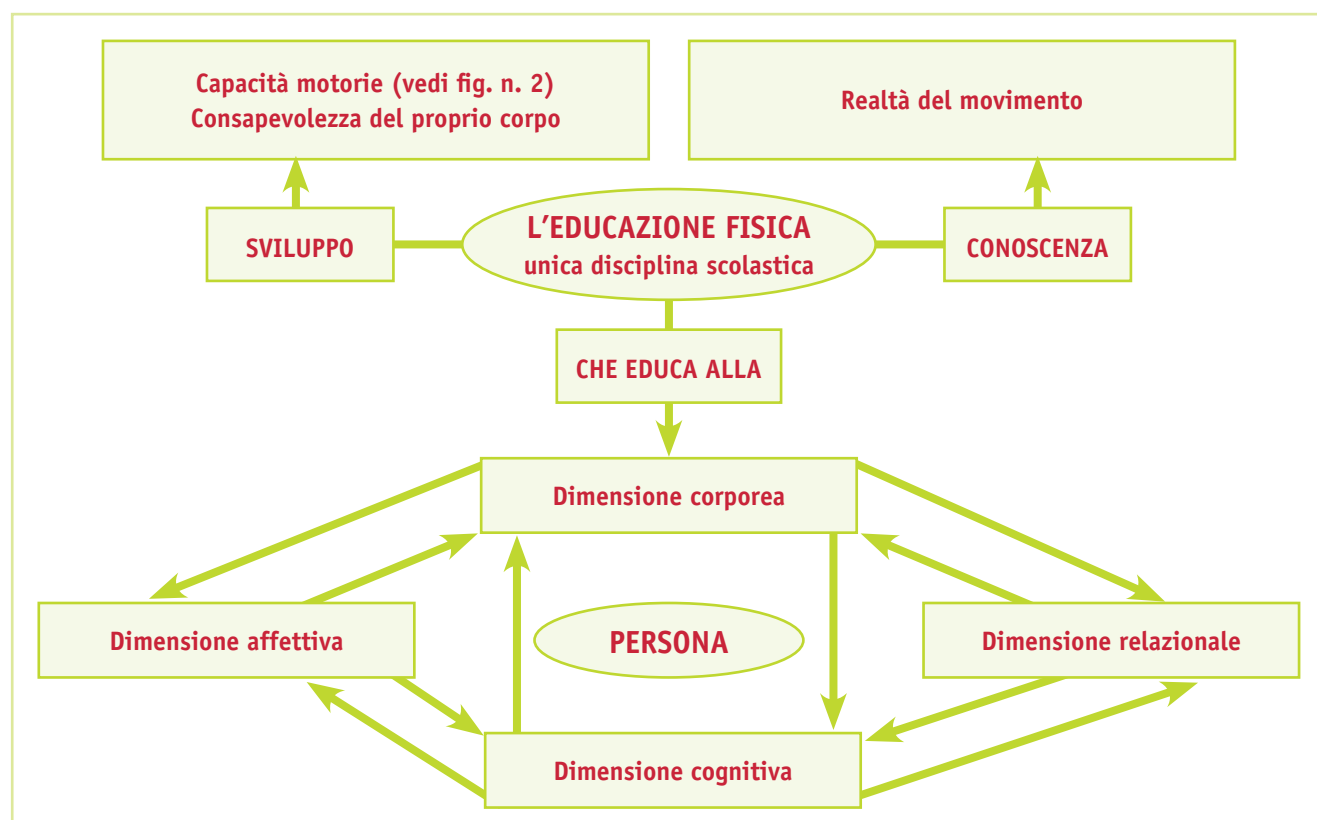 Capacità motorie (vedi fig. n. 2)
Consapevolezza del proprio corpo
Realtà del movimento
SVILUPPO
L'EDUCAZIONE FISICA
unica disciplina scolastica
CONOSCENZA
CHE EDUCA ALLA
Dimensione corporea
Dimensione affettiva
PERSONA
Dimensione relazionale
Dimensione cognitiva